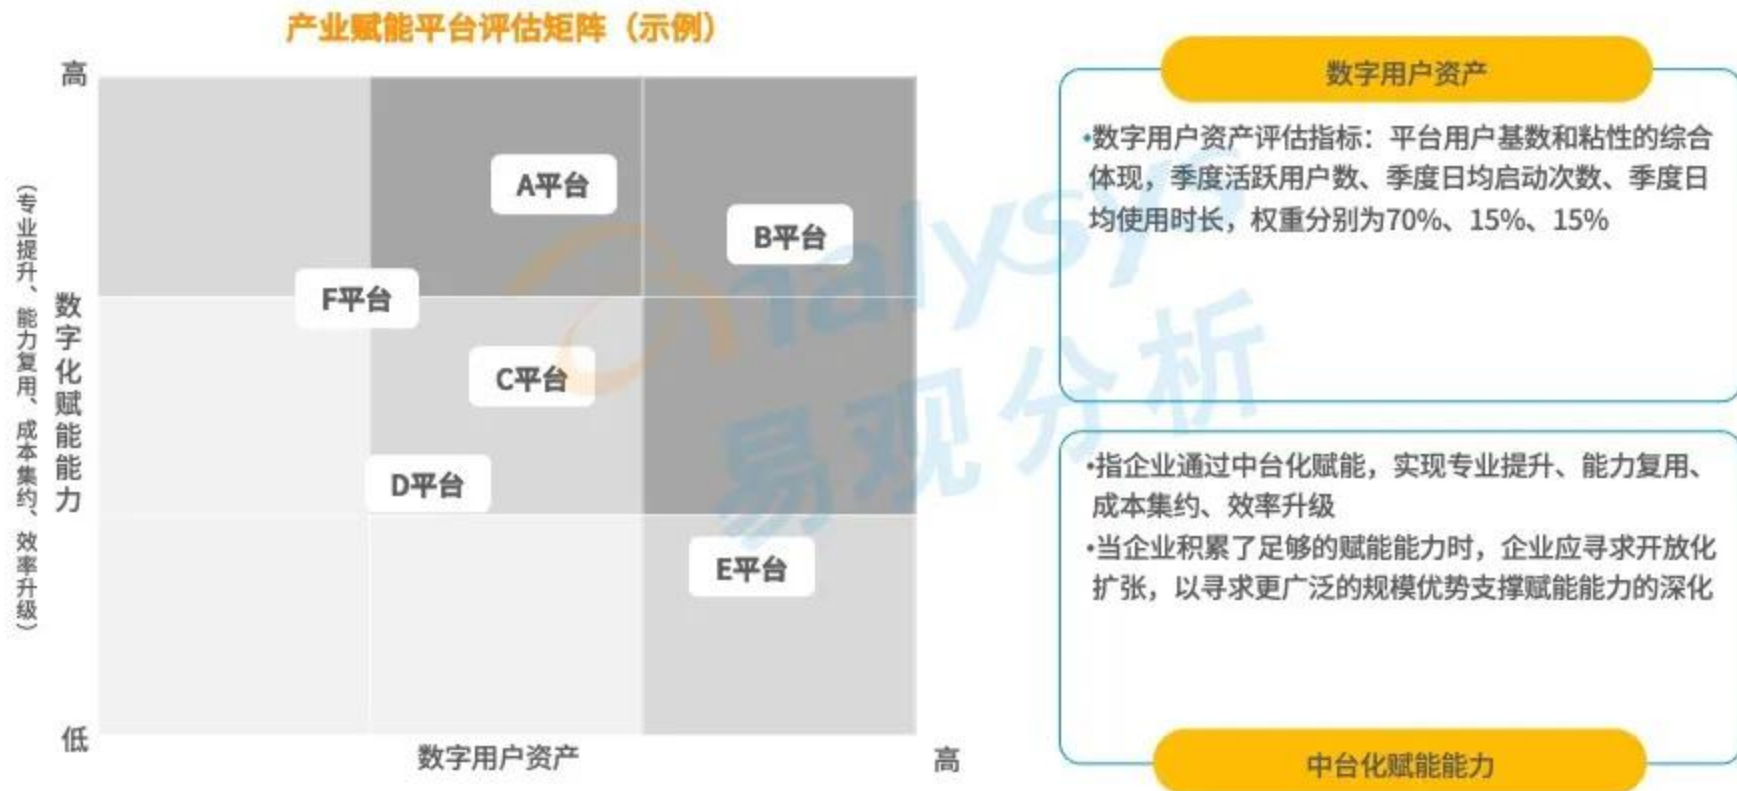 产业赋能平台评估矩阵（示例）
高
（专业提升、能力复用、成本集约、效率升级）
数字化赋能能力
A平台
B平台
F平台
C平台
D平台
E平台
低
数字用户资产
高
数字用户资产
•数字用户资产评估指标：平台用户基数和粘性的综合
体现，季度活跃用户数、季度日均启动次数、季度日
均使用时长，权重分别为70%、15%、15%
•指企业通过中台化赋能，实现专业提升、能力复用、
成本集约、效率升级
•当企业积累了足够的赋能能力时，企业应寻求开放化
扩张，以寻求更广泛的规模优势支撑赋能能力的深化
中台化赋能能力
nalysys
易观分析